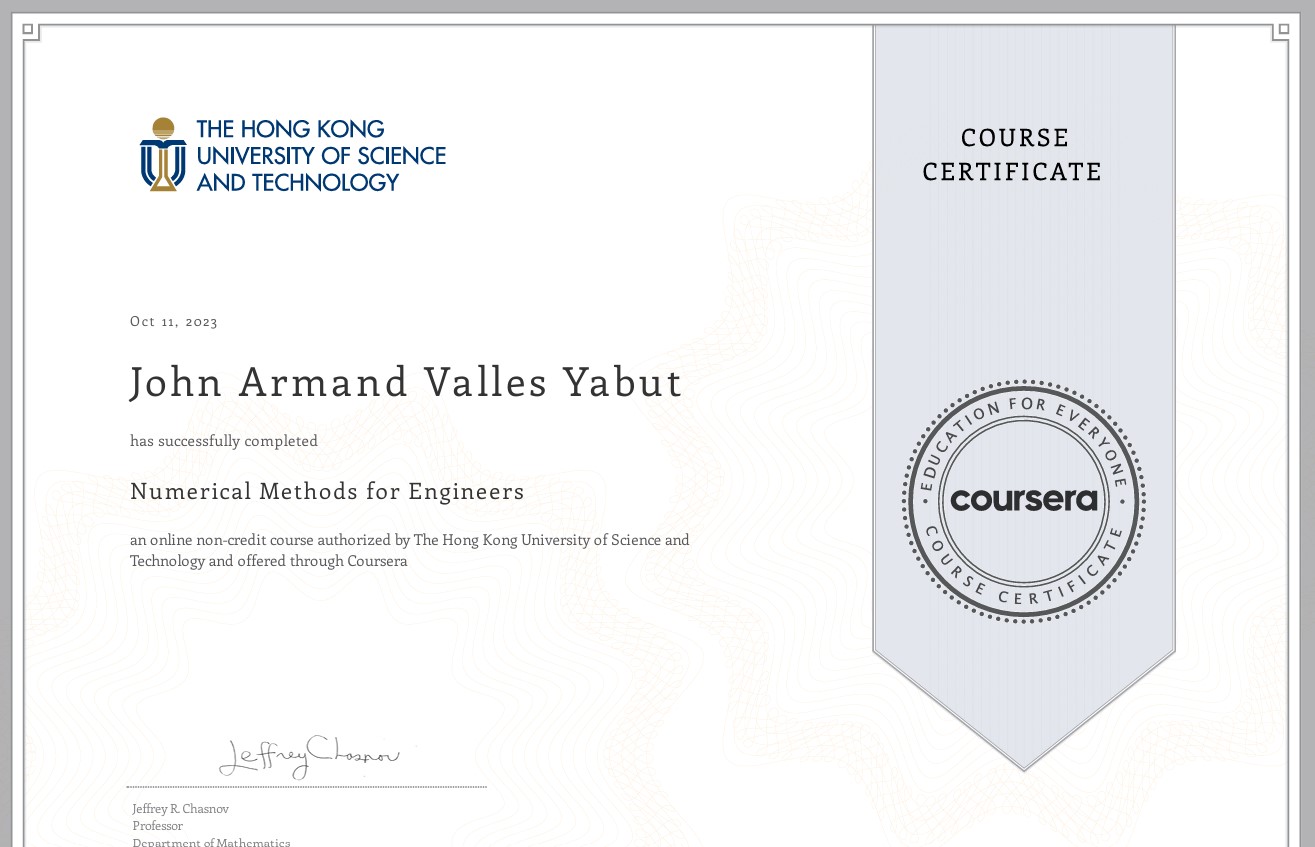 THE HONG KONG
UNIVERSITY OF SCIENCE
AND TECHNOLOGY
COURSE
CERTIFICATE
Oct 11, 2023
John Armand Valles Yabut
has successfully completed
Numerical Methods for Engineers
an online non-credit course authorized by The Hong Kong University of Science and
Technology and offered through Coursera
EDUCATION FOR EVERYONE
coursera
COURSE CERTIFICATE
Jeffrey Chasnov
Jeffrey R. Chasnov
Professor
Department of Mathematics